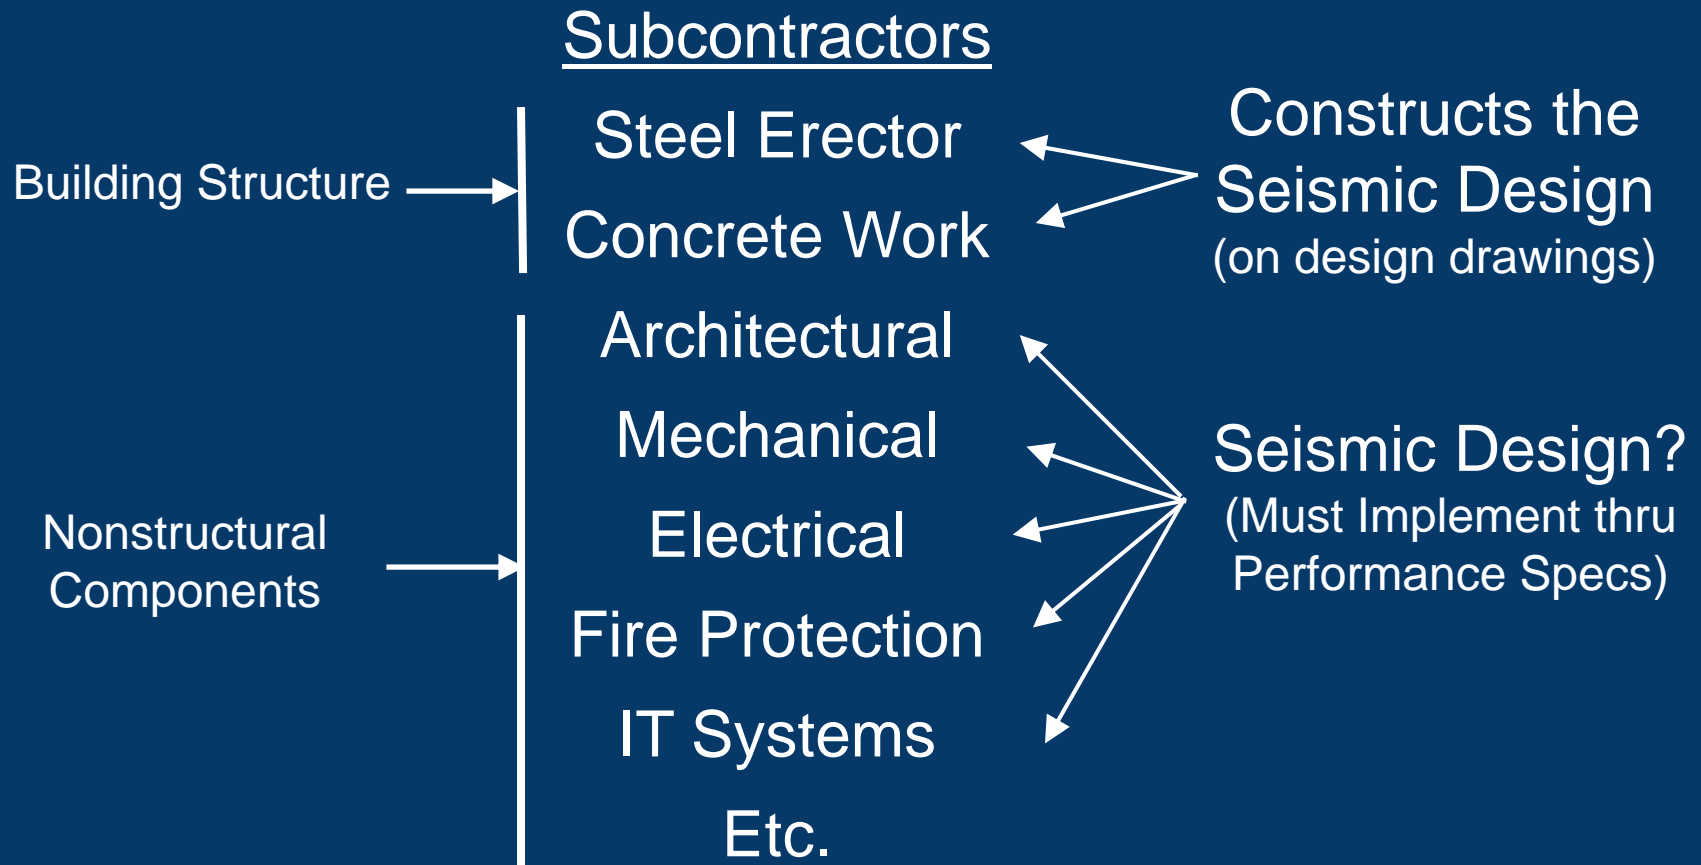 Subcontractors
Building Structure
Steel Erector
Concrete Work
Constructs the
Seismic Design
(on design drawings)
Nonstructural
Components
Architectural
Mechanical
Electrical
Fire Protection
IT Systems
Etc.
Seismic Design?
(Must Implement thru
Performance Specs)